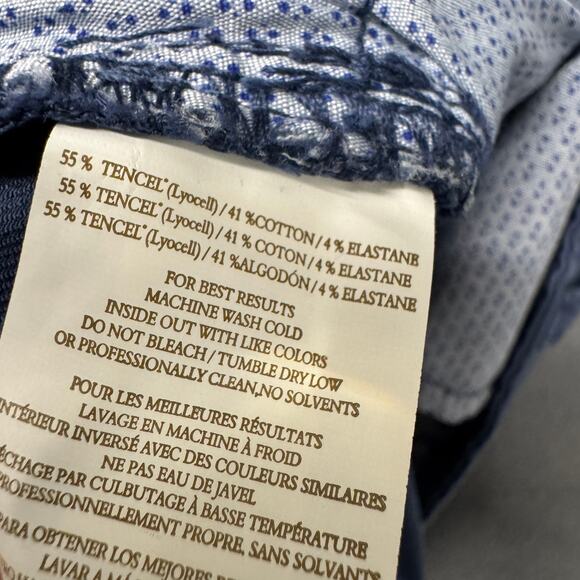 55 % TENCEL* (Lyocell) / 41 %COTTON / 4 % ELASTANE
55 % TENCEL* (Lyocell) / 41 % COTON / 4 % ELASTANE
55 % TENCEL* (Lyocell) / 41 %ALGODÓN / 4% ELASTANE
FOR BEST RESULTS
MACHINE WASH COLD
INSIDE OUT WITH LIKE COLORS
DO NOT BLEACH / TUMBLE DRY LOW
OR PROFESSIONALLY CLEAN,NO SOLVENTS
POUR LES MEILLEURES RÉSULTATS
LAVAGE EN MACHINE À FROID
INTÉRIEUR INVERSÉ AVEC DES COULEURS SIMILAIRES
NE PAS EAU DE JAVEL
ÉCHAGE PAR CULBUTAGE À BASSE TEMPÉRATURE
PROFESSIONNELLEMENT PROPRE, SANS SOLVANTS
PARA OBTENER LOS MEJORES
LAVAR A